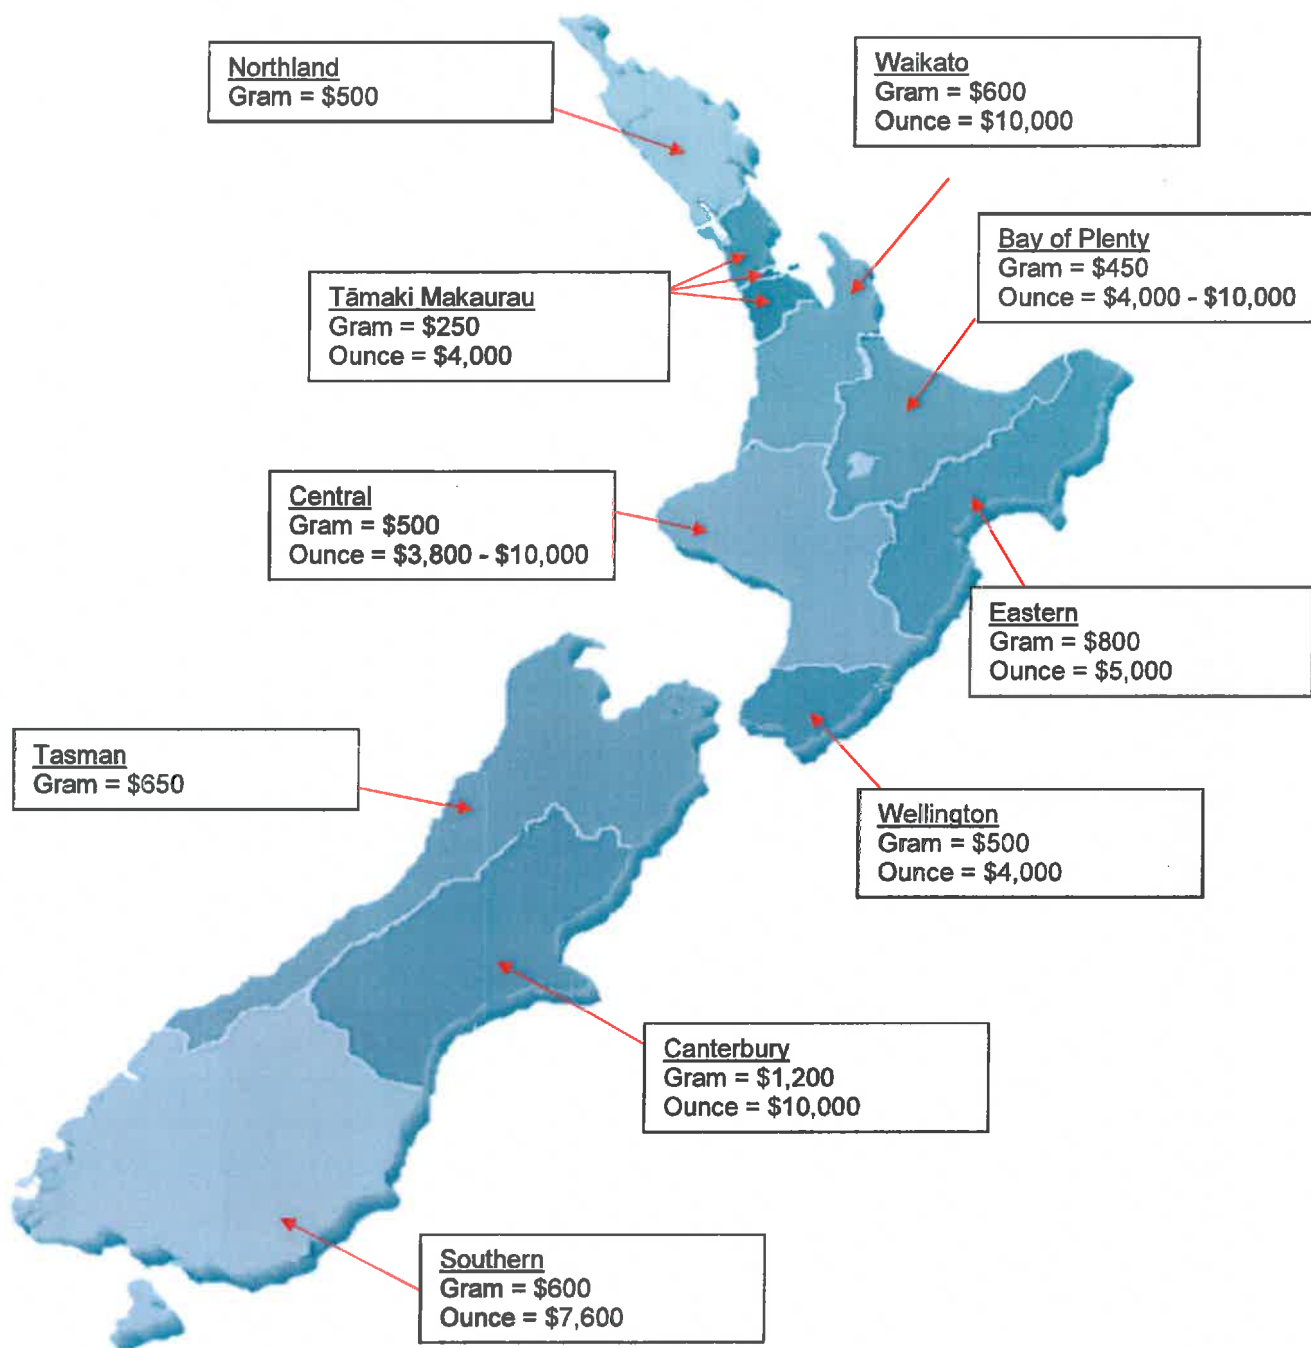 Northland
Gram = $500
Waikato
Gram = $600
Ounce = $10,000
Bay of Plenty
Gram = $450
Ounce = $4,000 - $10,000
Tāmaki Makaurau
Gram = $250
Ounce = $4,000
Central
Gram = $500
Ounce = $3,800 - $10,000
Eastern
Gram = $800
Ounce = $5,000
Tasman
Gram = $650
Wellington
Gram = $500
Ounce = $4,000
Canterbury
Gram = $1,200
Ounce = $10,000
Southern
Gram = $600
Ounce = $7,600